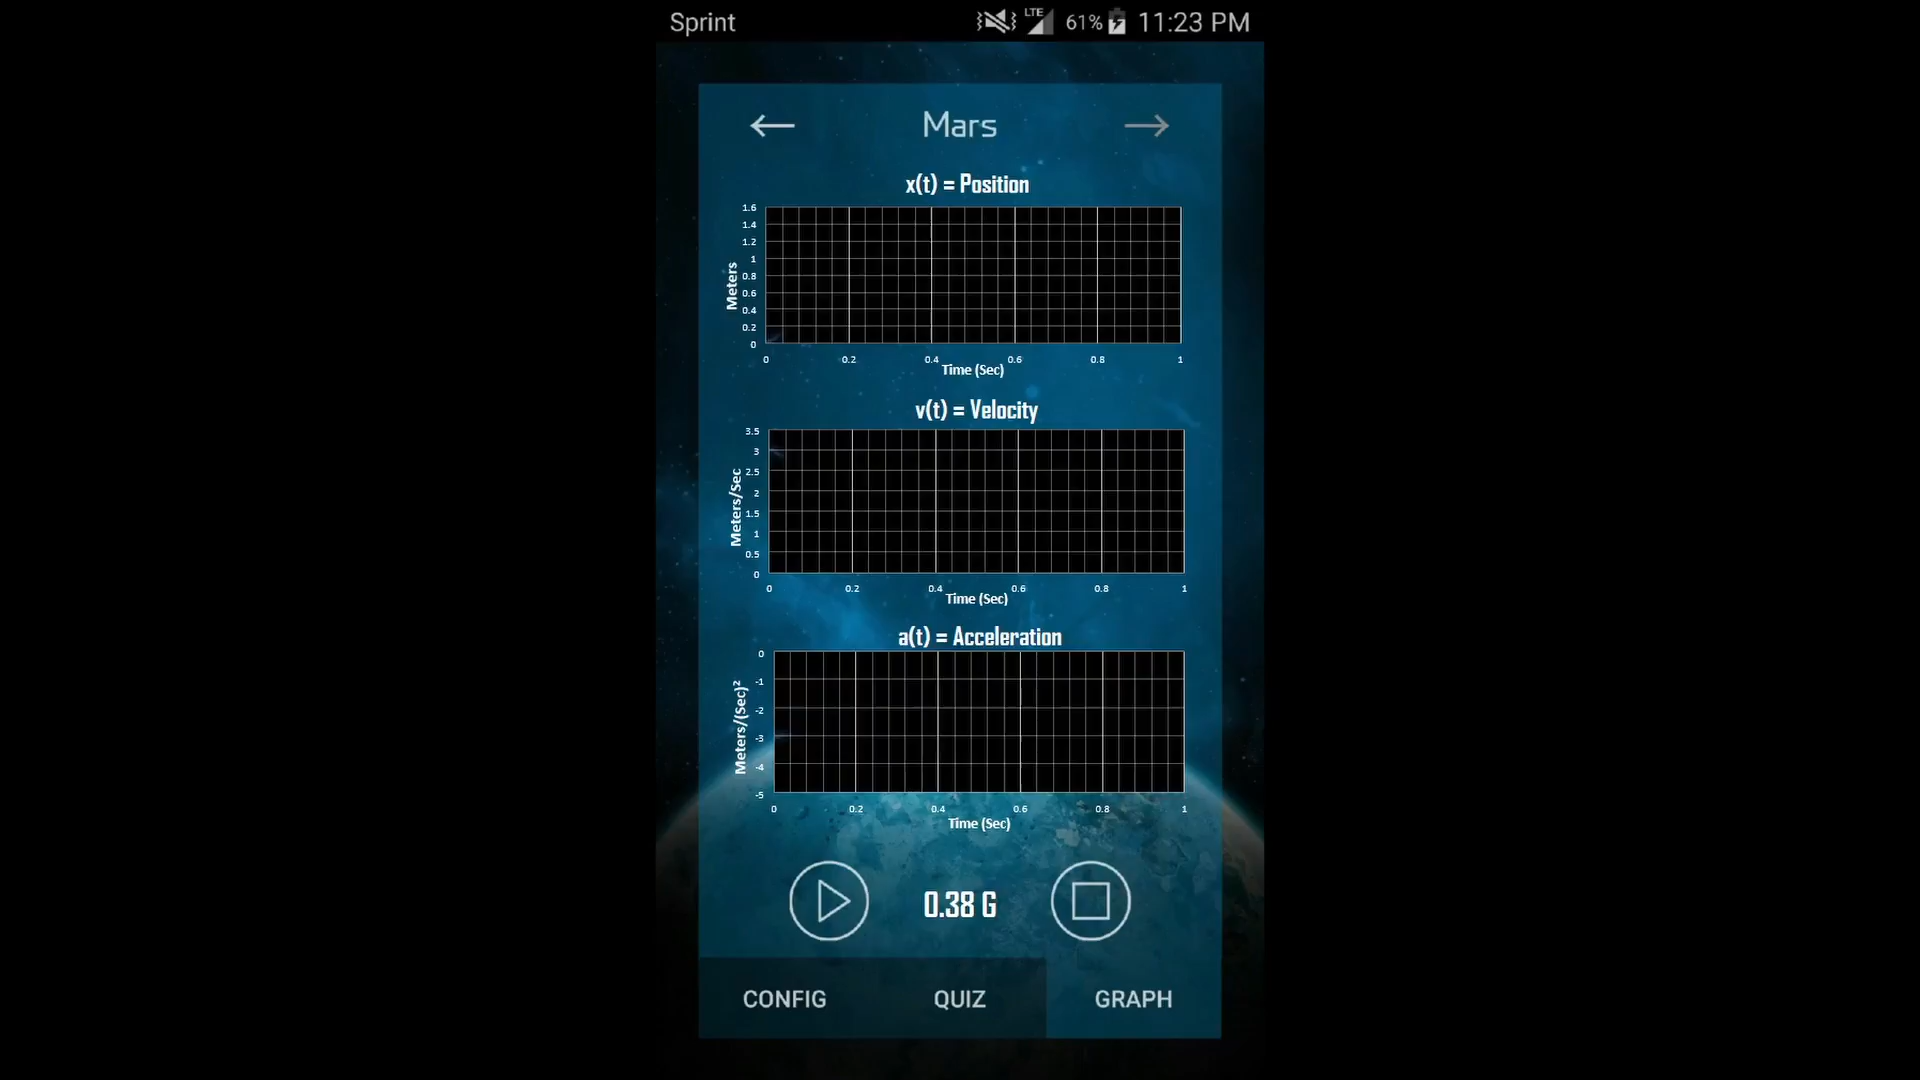 Sprint LTE 61% 11:23 PM
Mars
x(t) = Position
1.6
1.4
1.2
1
0.8
0.6
0.4
0.2
0
Meters
0 0.2 0.4 0.6 0.8 1
Time (Sec)
v(t) = Velocity
3.5
3
2.5
2
1.5
1
0.5
0
Meters/Sec
0 0.2 0.4 0.6 0.8 1
Time (Sec)
a(t) = Acceleration
0
-1
-2
-3
-4
-5
Meters/(Sec)²
0 0.2 0.4 0.6 0.8 1
Time (Sec)
0.38 G
CONFIG QUIZ GRAPH